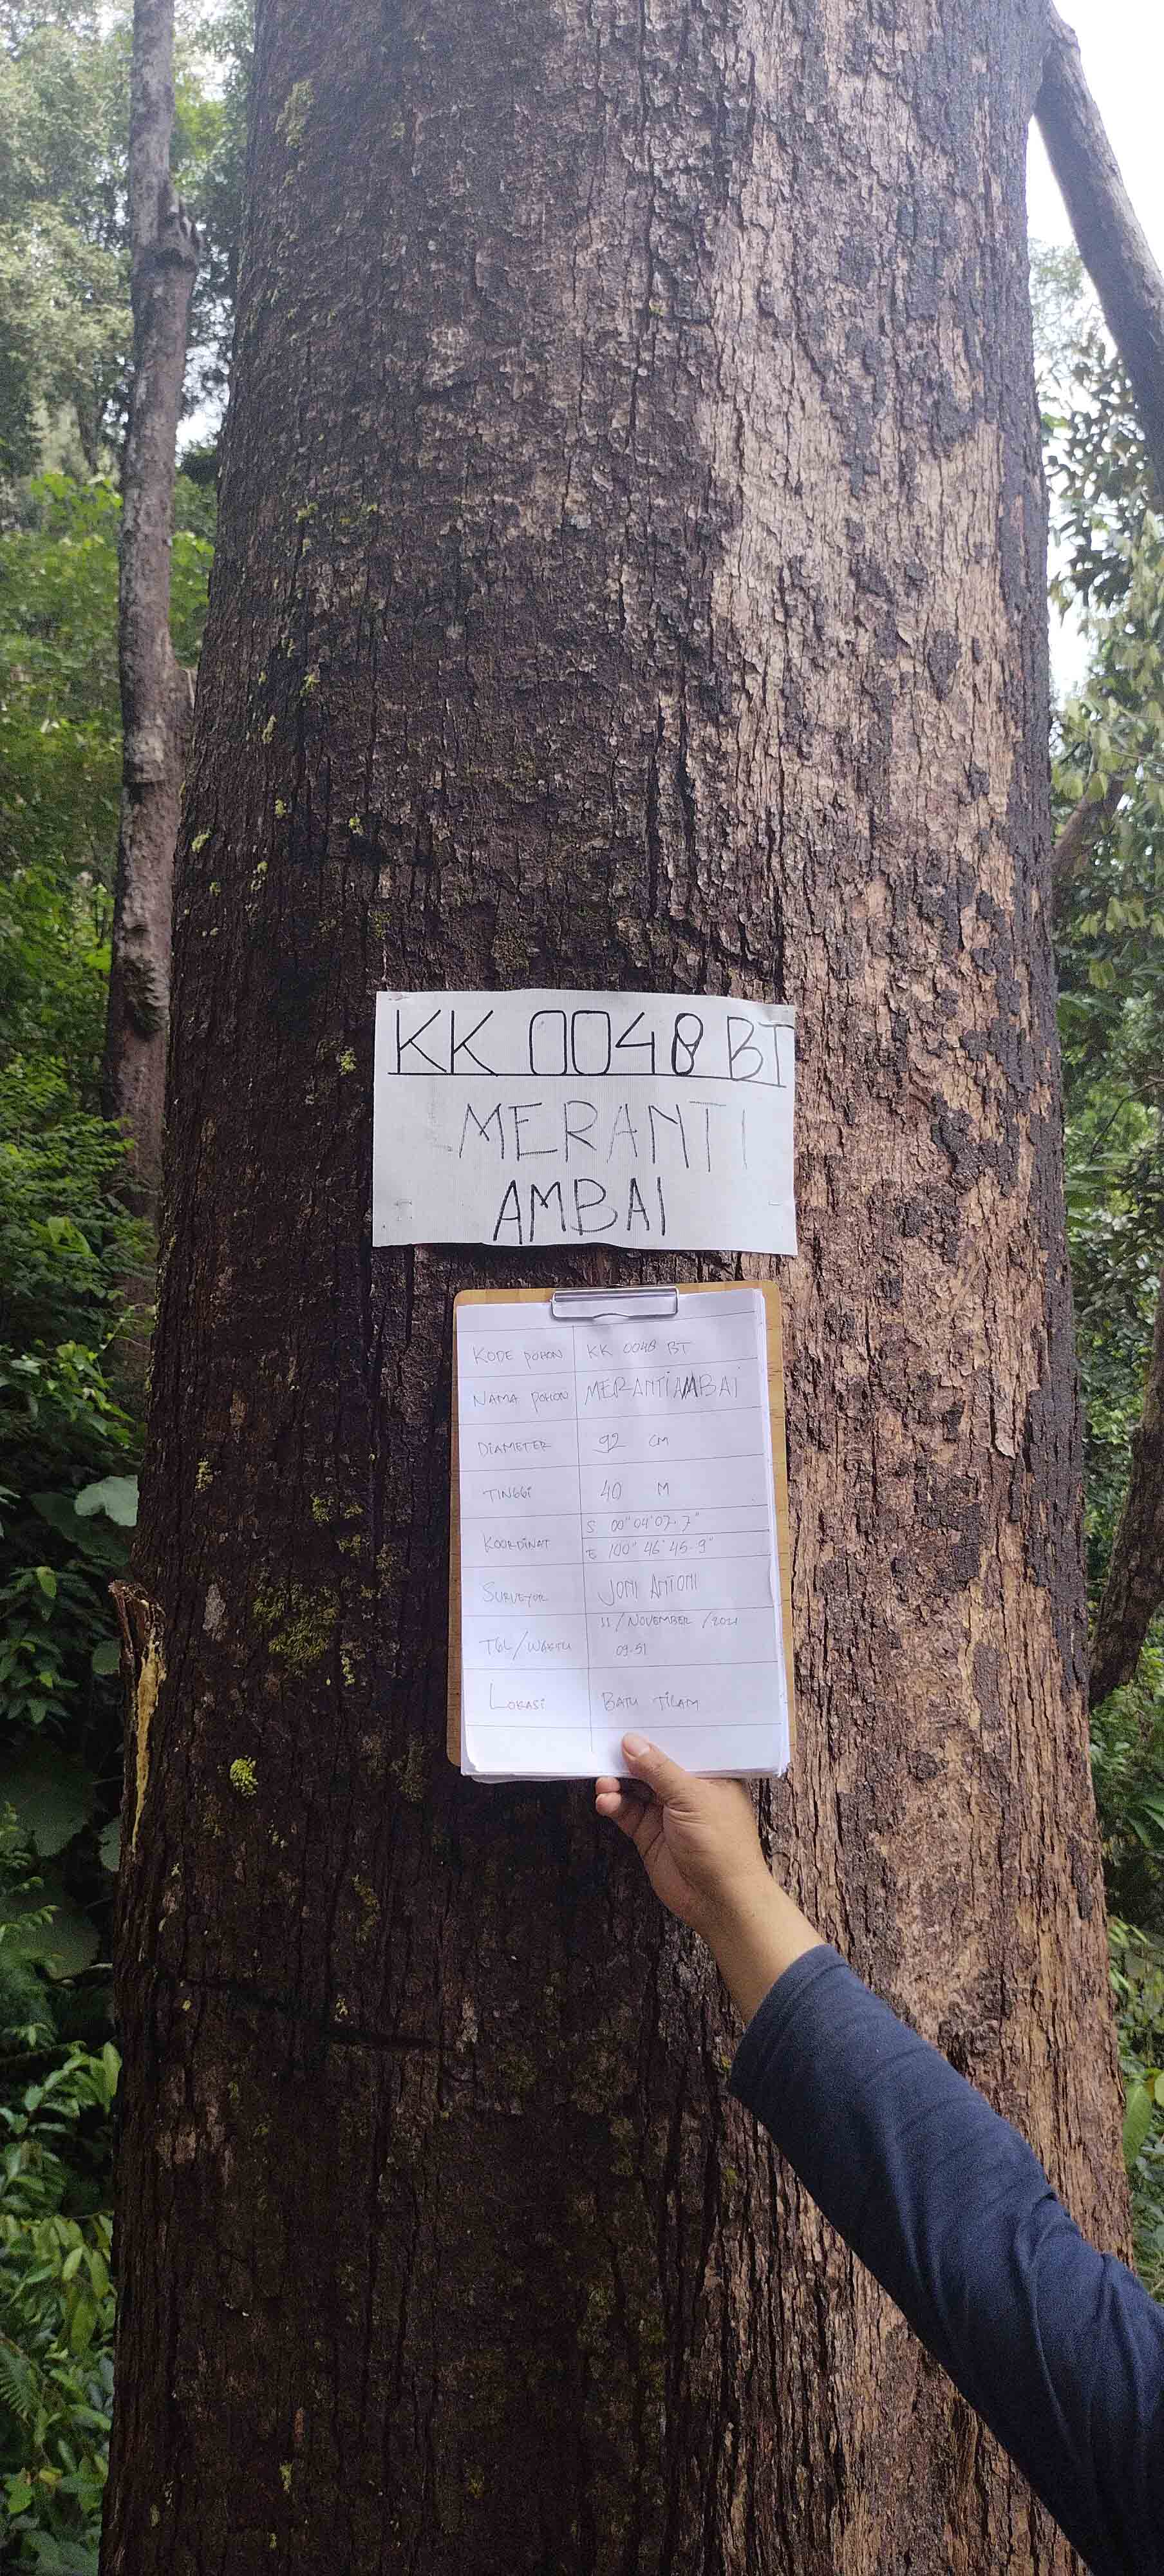 KK 0048 BT
MERANTI
AMBAI
KODE POHON KK 0048 BT
NAMA POHON MERANTI AMBAI
DIAMETER 92 CM
TINGGI 40 M
KOORDINAT S 00° 04' 07.7"
E 100° 46' 45.9"
SURVEYOR JONI ANTONI
TGL/WAKTU 11/NOVEMBER/2021
09.51
LOKASI BATU TILAM